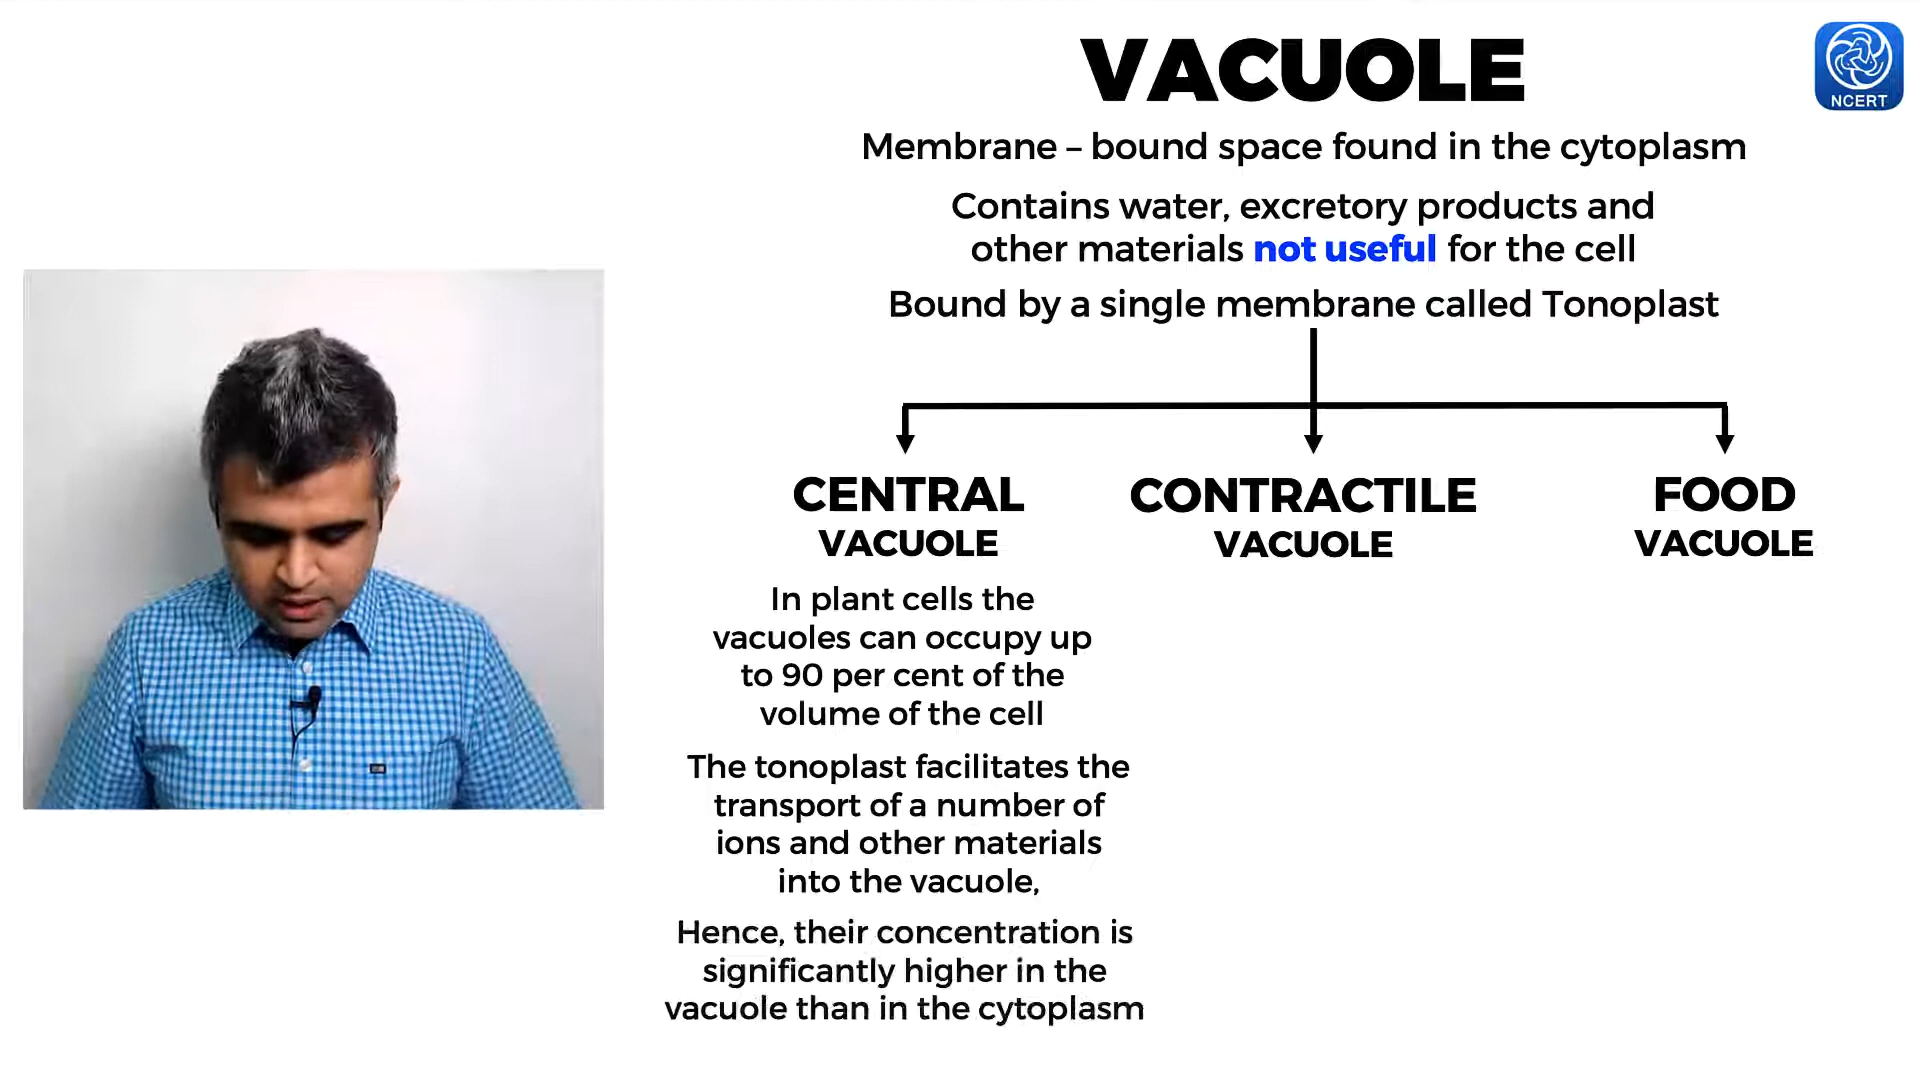 VACUOLE
NCERT
Membrane – bound space found in the cytoplasm
Contains water, excretory products and
other materials not useful for the cell
Bound by a single membrane called Tonoplast
CENTRAL
VACUOLE
In plant cells the
vacuoles can occupy up
to 90 per cent of the
volume of the cell
The tonoplast facilitates the
transport of a number of
ions and other materials
into the vacuole,
Hence, their concentration is
significantly higher in the
vacuole than in the cytoplasm
CONTRACTILE
VACUOLE
FOOD
VACUOLE